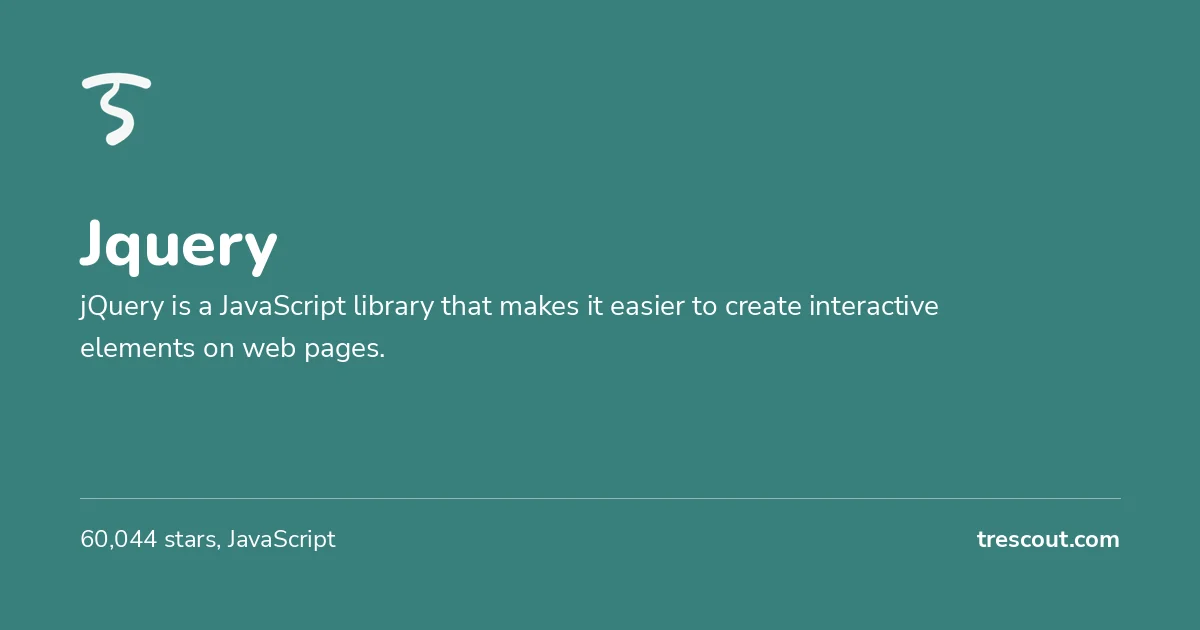 Jquery
jQuery is a JavaScript library that makes it easier to create interactive
elements on web pages.
60,044 stars, JavaScript
trescout.com